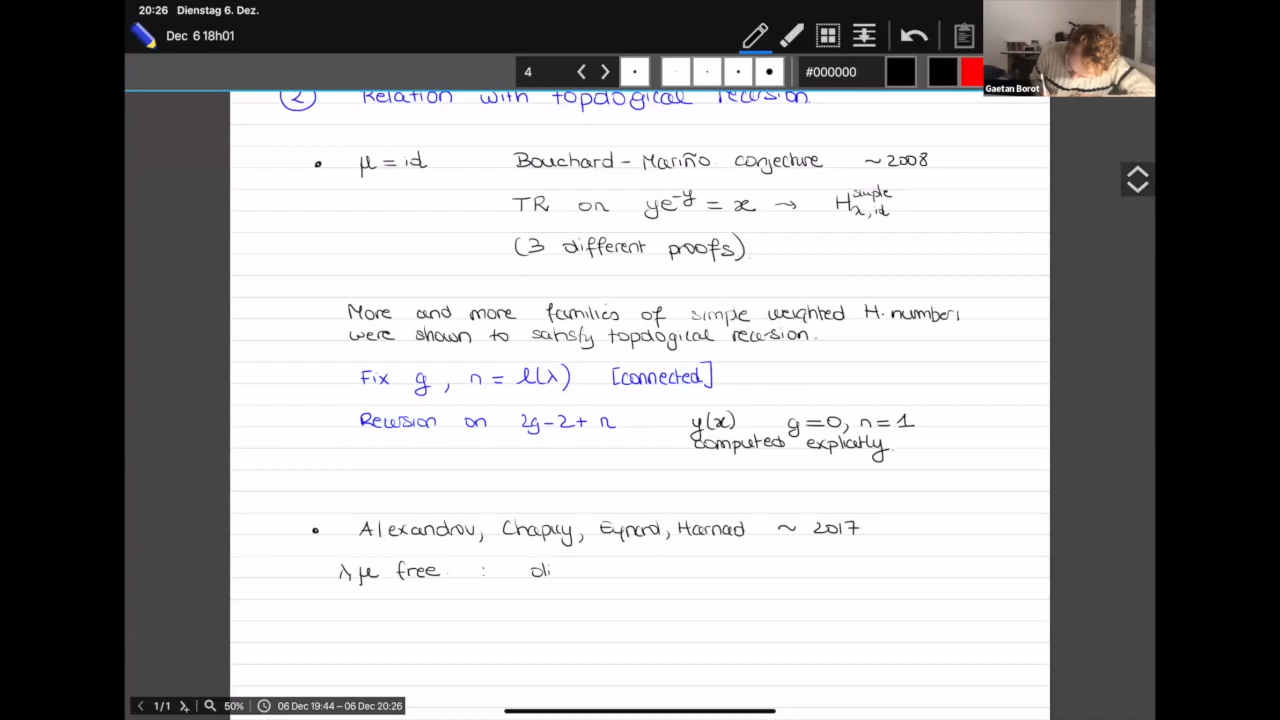 20:26 Dienstag 6. Dez.
Dec 6 18h01
4
#000000
Gaetan Borot
② Relation with topological recursion.
• μ = id Bouchard – Mariño conjecture ~ 2008
TR on ye^{-y} = x → H^{simple}_{λ, id}
(3 different proofs)
More and more families of simple weighted H. numbers
were shown to satisfy topological recursion.
Fix g, n = l(λ) [connected]
Recursion on 2g – 2 + n y(x) g = 0, n = 1
computed explicitly.
• Alexandrov, Chapuy, Eynard, Harnad ~ 2017
λ μ free : di
1/1 50% 06 Dec 19:44 – 06 Dec 20:26